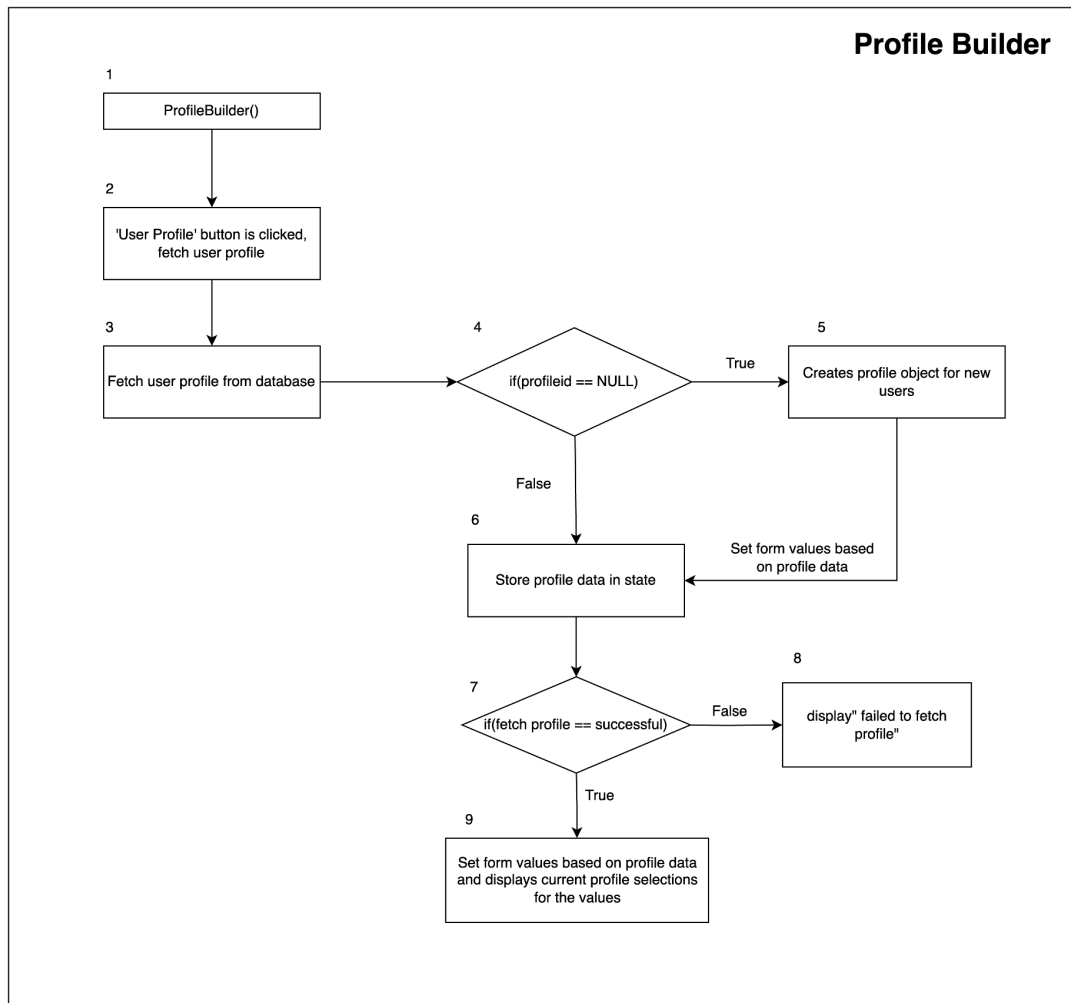 Profile Builder
1
ProfileBuilder()
2
'User Profile' button is clicked,
fetch user profile
3
Fetch user profile from database
4
if(profileid == NULL)
True
5
Creates profile object for new
users
False
Set form values based
on profile data
6
Store profile data in state
7
if(fetch profile == successful)
False
8
display" failed to fetch
profile"
True
9
Set form values based on profile data
and displays current profile selections
for the values